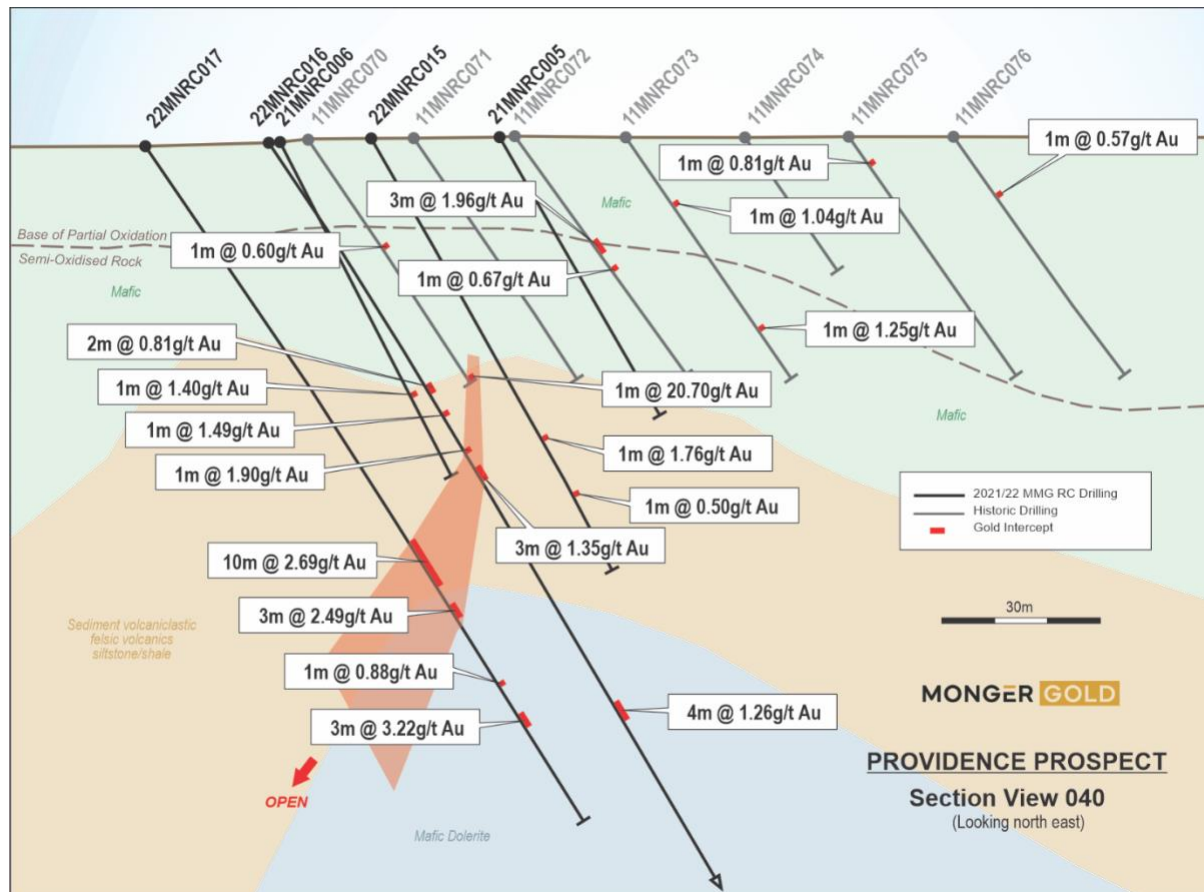 22MNRC017
22MNRC016
21MNRC006
11MNRC070
22MNRC015
11MNRC071
21MNRC005
11MNRC072
11MNRC073
11MNRC074
11MNRC075
11MNRC076
1m @ 0.57g/t Au
1m @ 0.81g/t Au
3m @ 1.96g/t Au
Mafic
1m @ 1.04g/t Au
Base of Partial Oxidation
1m @ 0.60g/t Au
Semi-Oxidised Rock
1m @ 0.67g/t Au
Mafic
1m @ 1.25g/t Au
2m @ 0.81g/t Au
1m @ 1.40g/t Au
1m @ 20.70g/t Au
Mafic
1m @ 1.49g/t Au
1m @ 1.76g/t Au
1m @ 1.90g/t Au
1m @ 0.50g/t Au
2021/22 MMG RC Drilling
Historic Drilling
Gold Intercept
3m @ 1.35g/t Au
10m @ 2.69g/t Au
3m @ 2.49g/t Au
30m
Sediment volcaniclastic
felsic volcanics
siltstone/shale
1m @ 0.88g/t Au
MONGER GOLD
3m @ 3.22g/t Au
4m @ 1.26g/t Au
PROVIDENCE PROSPECT
Section View 040
(Looking north east)
OPEN
Mafic Dolerite